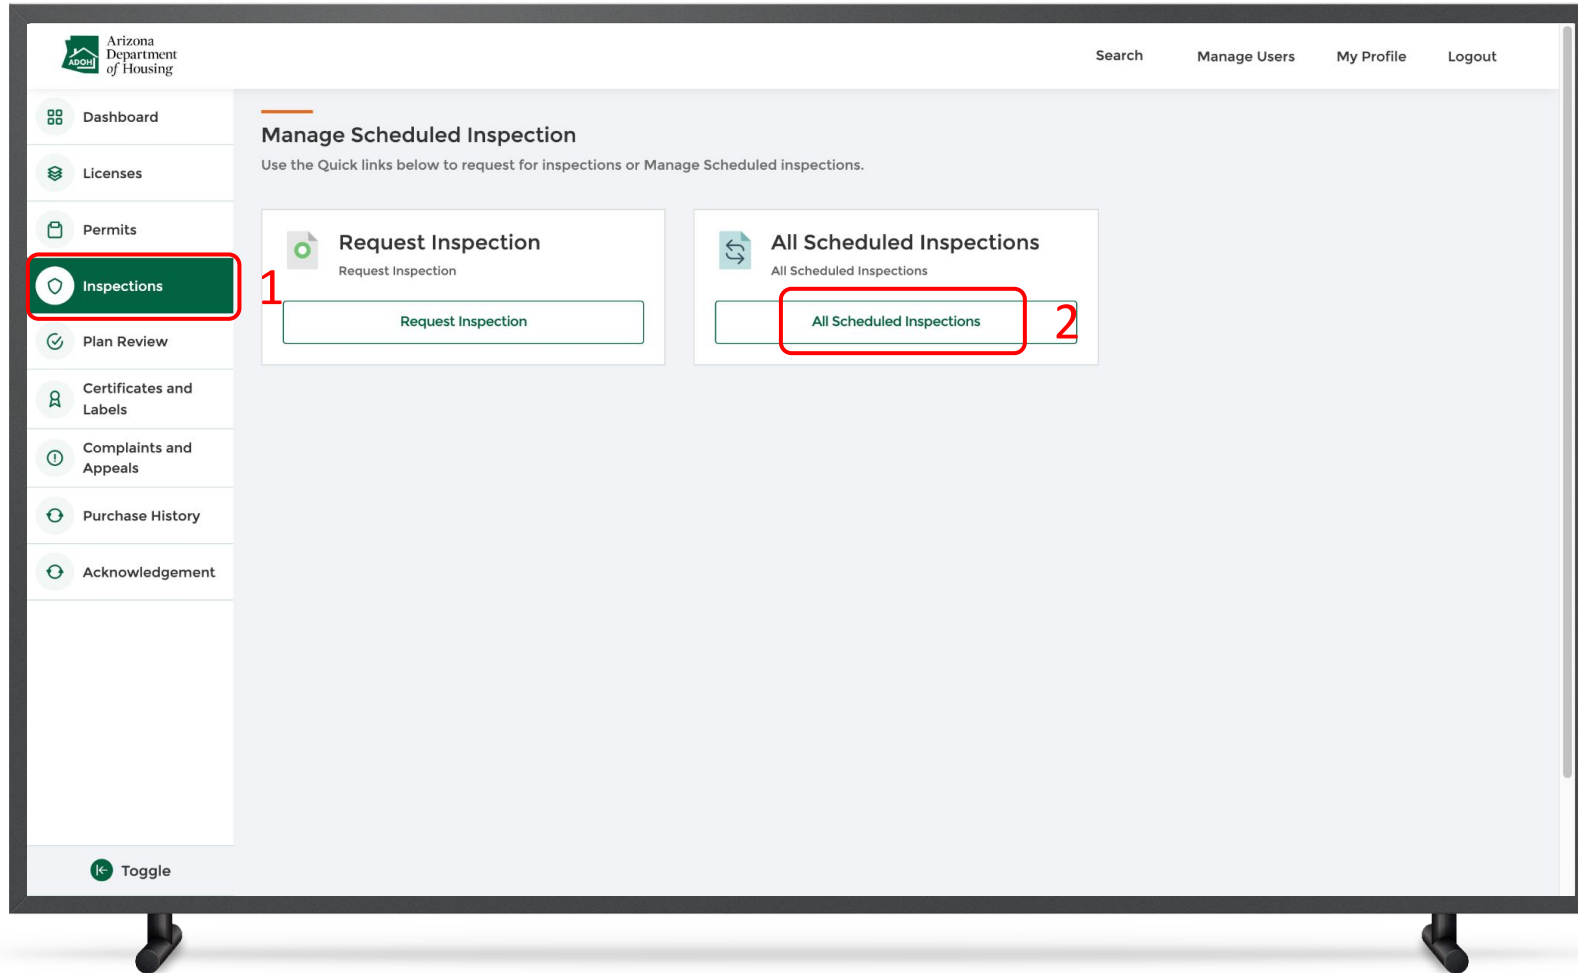 Arizona
Department
of Housing
ADOH
Search
Manage Users
My Profile
Logout
Dashboard
Licenses
Permits
Inspections
1
Plan Review
Certificates and
Labels
Complaints and
Appeals
Purchase History
Acknowledgement
Toggle
Manage Scheduled Inspection
Use the Quick links below to request for inspections or Manage Scheduled inspections.
Request Inspection
Request Inspection
Request Inspection
All Scheduled Inspections
All Scheduled Inspections
All Scheduled Inspections
2